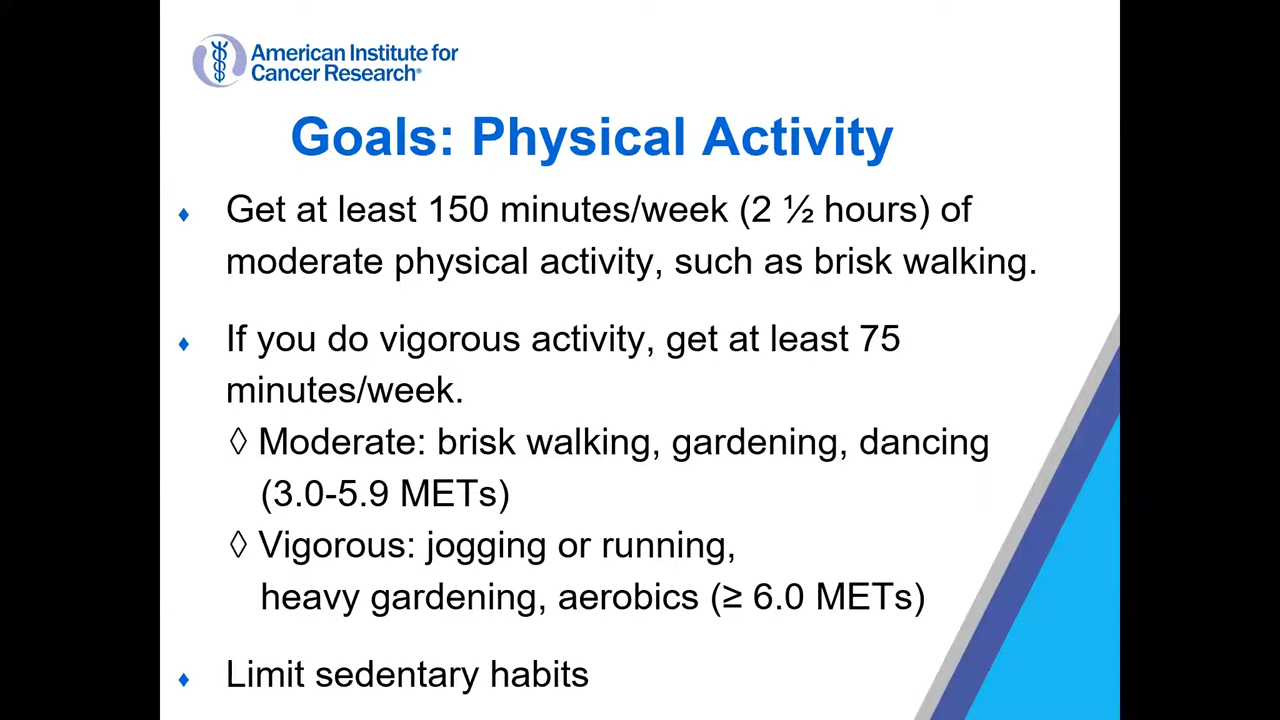 American Institute for
Cancer Research®
Goals: Physical Activity
♦ Get at least 150 minutes/week (2 ½ hours) of
moderate physical activity, such as brisk walking.
♦ If you do vigorous activity, get at least 75
minutes/week.
◊ Moderate: brisk walking, gardening, dancing
(3.0-5.9 METs)
◊ Vigorous: jogging or running,
heavy gardening, aerobics (≥ 6.0 METs)
♦ Limit sedentary habits